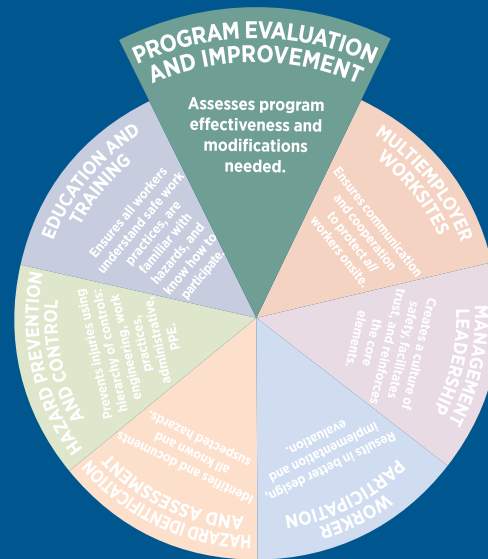 PROGRAM EVALUATION
AND IMPROVEMENT
Assesses program
effectiveness and
modifications
needed.
MULTIEMPLOYER
WORKSITES
Ensures communication
and cooperation
to protect all
workers onsite.
MANAGEMENT
LEADERSHIP
Creates a culture of
safety, facilitates
trust, and reinforces
the core
elements.
WORKER
PARTICIPATION
Results in better design,
implementation and
evaluation.
HAZARD IDENTIFICATION
AND ASSESSMENT
Identifies and documents
all known and
suspected hazards.
HAZARD PREVENTION
AND CONTROL
Prevents injuries using
hierarchy of controls:
engineering, work
practices,
administrative,
PPE.
EDUCATION AND
TRAINING
Ensures all workers
understand safe work
practices, are
familiar with
hazards, and
know how to
participate.